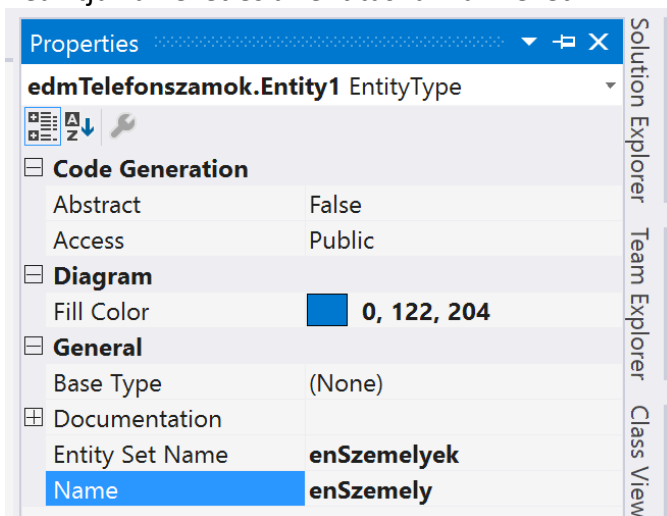 Properties
edmTelefonszamok.Entity1 EntityType
Code Generation
Abstract False
Access Public
Diagram
Fill Color 0, 122, 204
General
Base Type (None)
Documentation
Entity Set Name enSzemelyek
Name enSzemely
Solution Explorer
Team Explorer
Class View